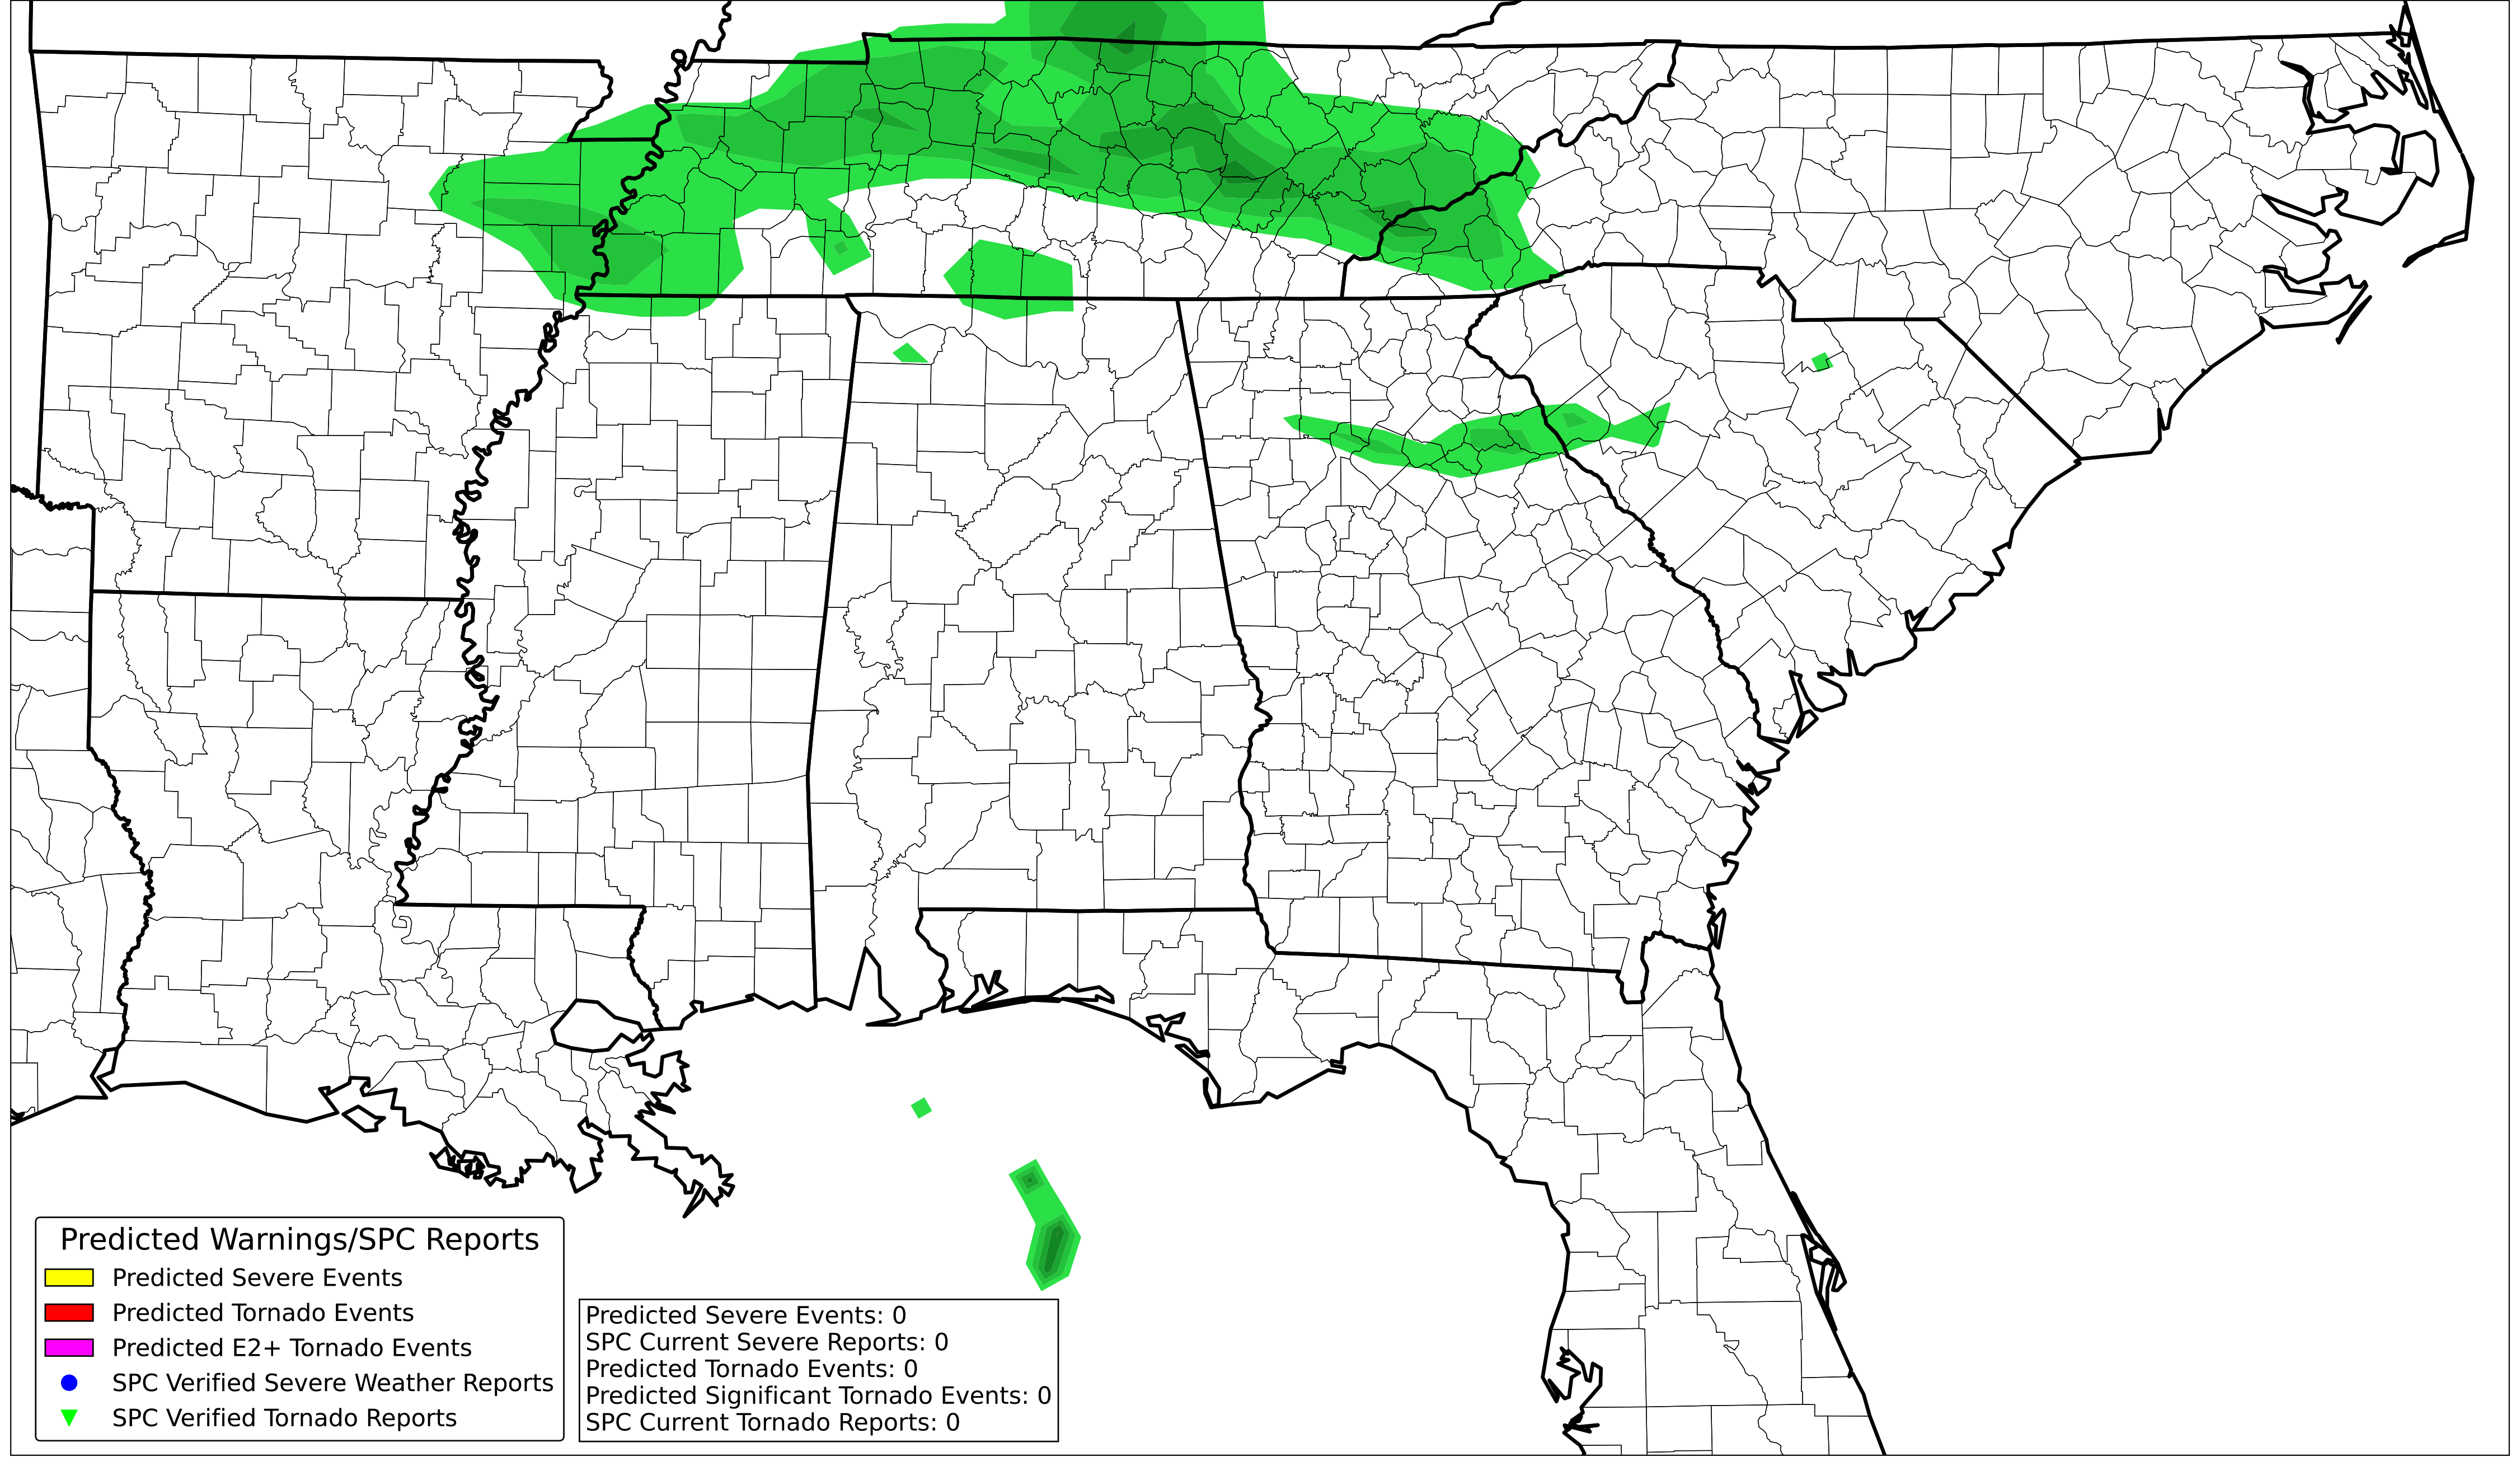 Predicted Warnings/SPC Reports
Predicted Severe Events
Predicted Tornado Events
Predicted E2+ Tornado Events
SPC Verified Severe Weather Reports
SPC Verified Tornado Reports
Predicted Severe Events: 0
SPC Current Severe Reports: 0
Predicted Tornado Events: 0
Predicted Significant Tornado Events: 0
SPC Current Tornado Reports: 0